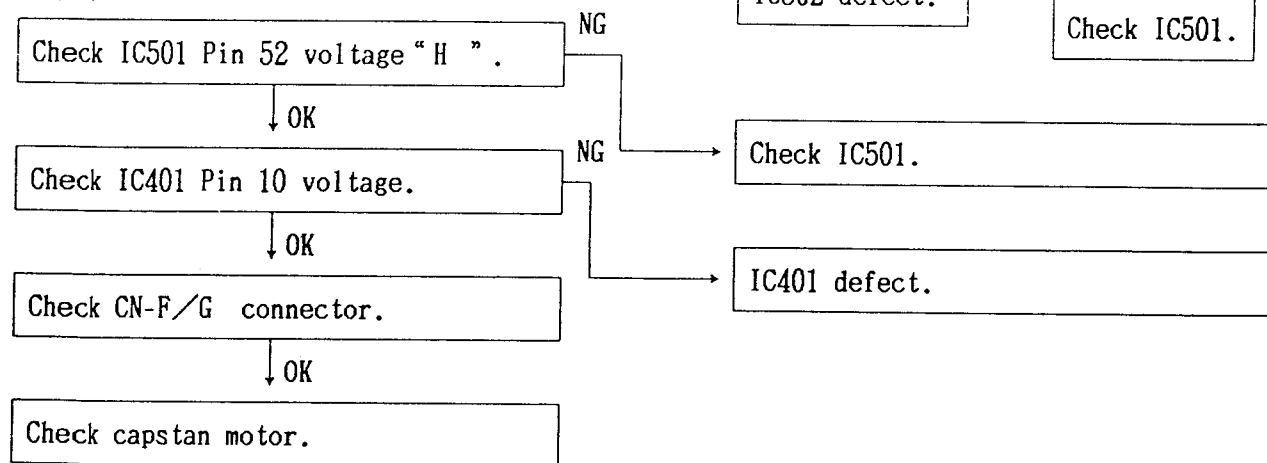 defect.
Check IC501.
NG
Check IC501 Pin 52 voltage “H ”.
OK
Check IC501.
NG
Check IC401 Pin 10 voltage.
OK
IC401 defect.
Check CN-F／G connector.
OK
Check capstan motor.